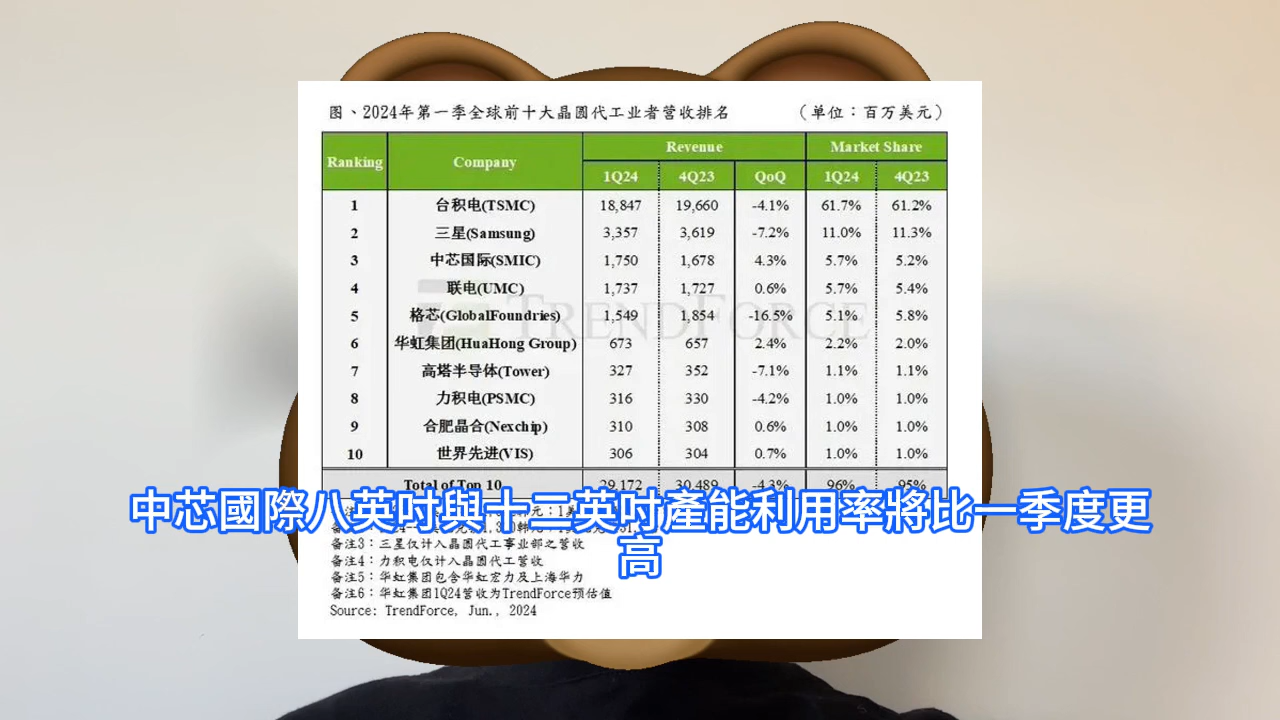 图、2024年第一季全球前十大晶圆代工业者营收排名 (单位：百万美元)
Ranking Company Revenue Market Share
1Q24 4Q23 QoQ 1Q24 4Q23
1 台积电(TSMC) 18,847 19,660 -4.1% 61.7% 61.2%
2 三星(Samsung) 3,357 3,619 -7.2% 11.0% 11.3%
3 中芯国际(SMIC) 1,750 1,678 4.3% 5.7% 5.2%
4 联电(UMC) 1,737 1,727 0.6% 5.7% 5.4%
5 格芯(GlobalFoundries) 1,549 1,854 -16.5% 5.1% 5.8%
6 华虹集团(HuaHong Group) 673 657 2.4% 2.2% 2.0%
7 高塔半导体(Tower) 327 352 -7.1% 1.1% 1.1%
8 力积电(PSMC) 316 330 -4.2% 1.0% 1.0%
9 合肥晶合(Nexchip) 310 308 0.6% 1.0% 1.0%
10 世界先进(VIS) 306 304 0.7% 1.0% 1.0%
Total of Top 10 29,172 30,489 -4.3% 96% 95%
TRENDFORCE
中芯國際八英吋與十二英吋產能利用率將比一季度更
高
备注3：三星仅计入晶圆代工事业部之营收
备注4：力积电仅计入晶圆代工营收
备注5：华虹集团包含华虹宏力及上海华力
备注6：华虹集团1Q24营收为TrendForce预估值
Source: TrendForce, Jun., 2024